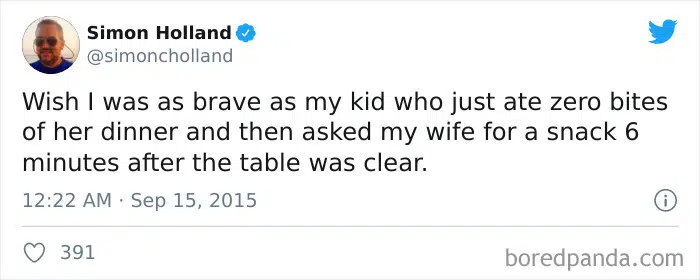 Simon Holland
@simoncholland
Wish I was as brave as my kid who just ate zero bites
of her dinner and then asked my wife for a snack 6
minutes after the table was clear.
12:22 AM · Sep 15, 2015
391
boredpanda.com